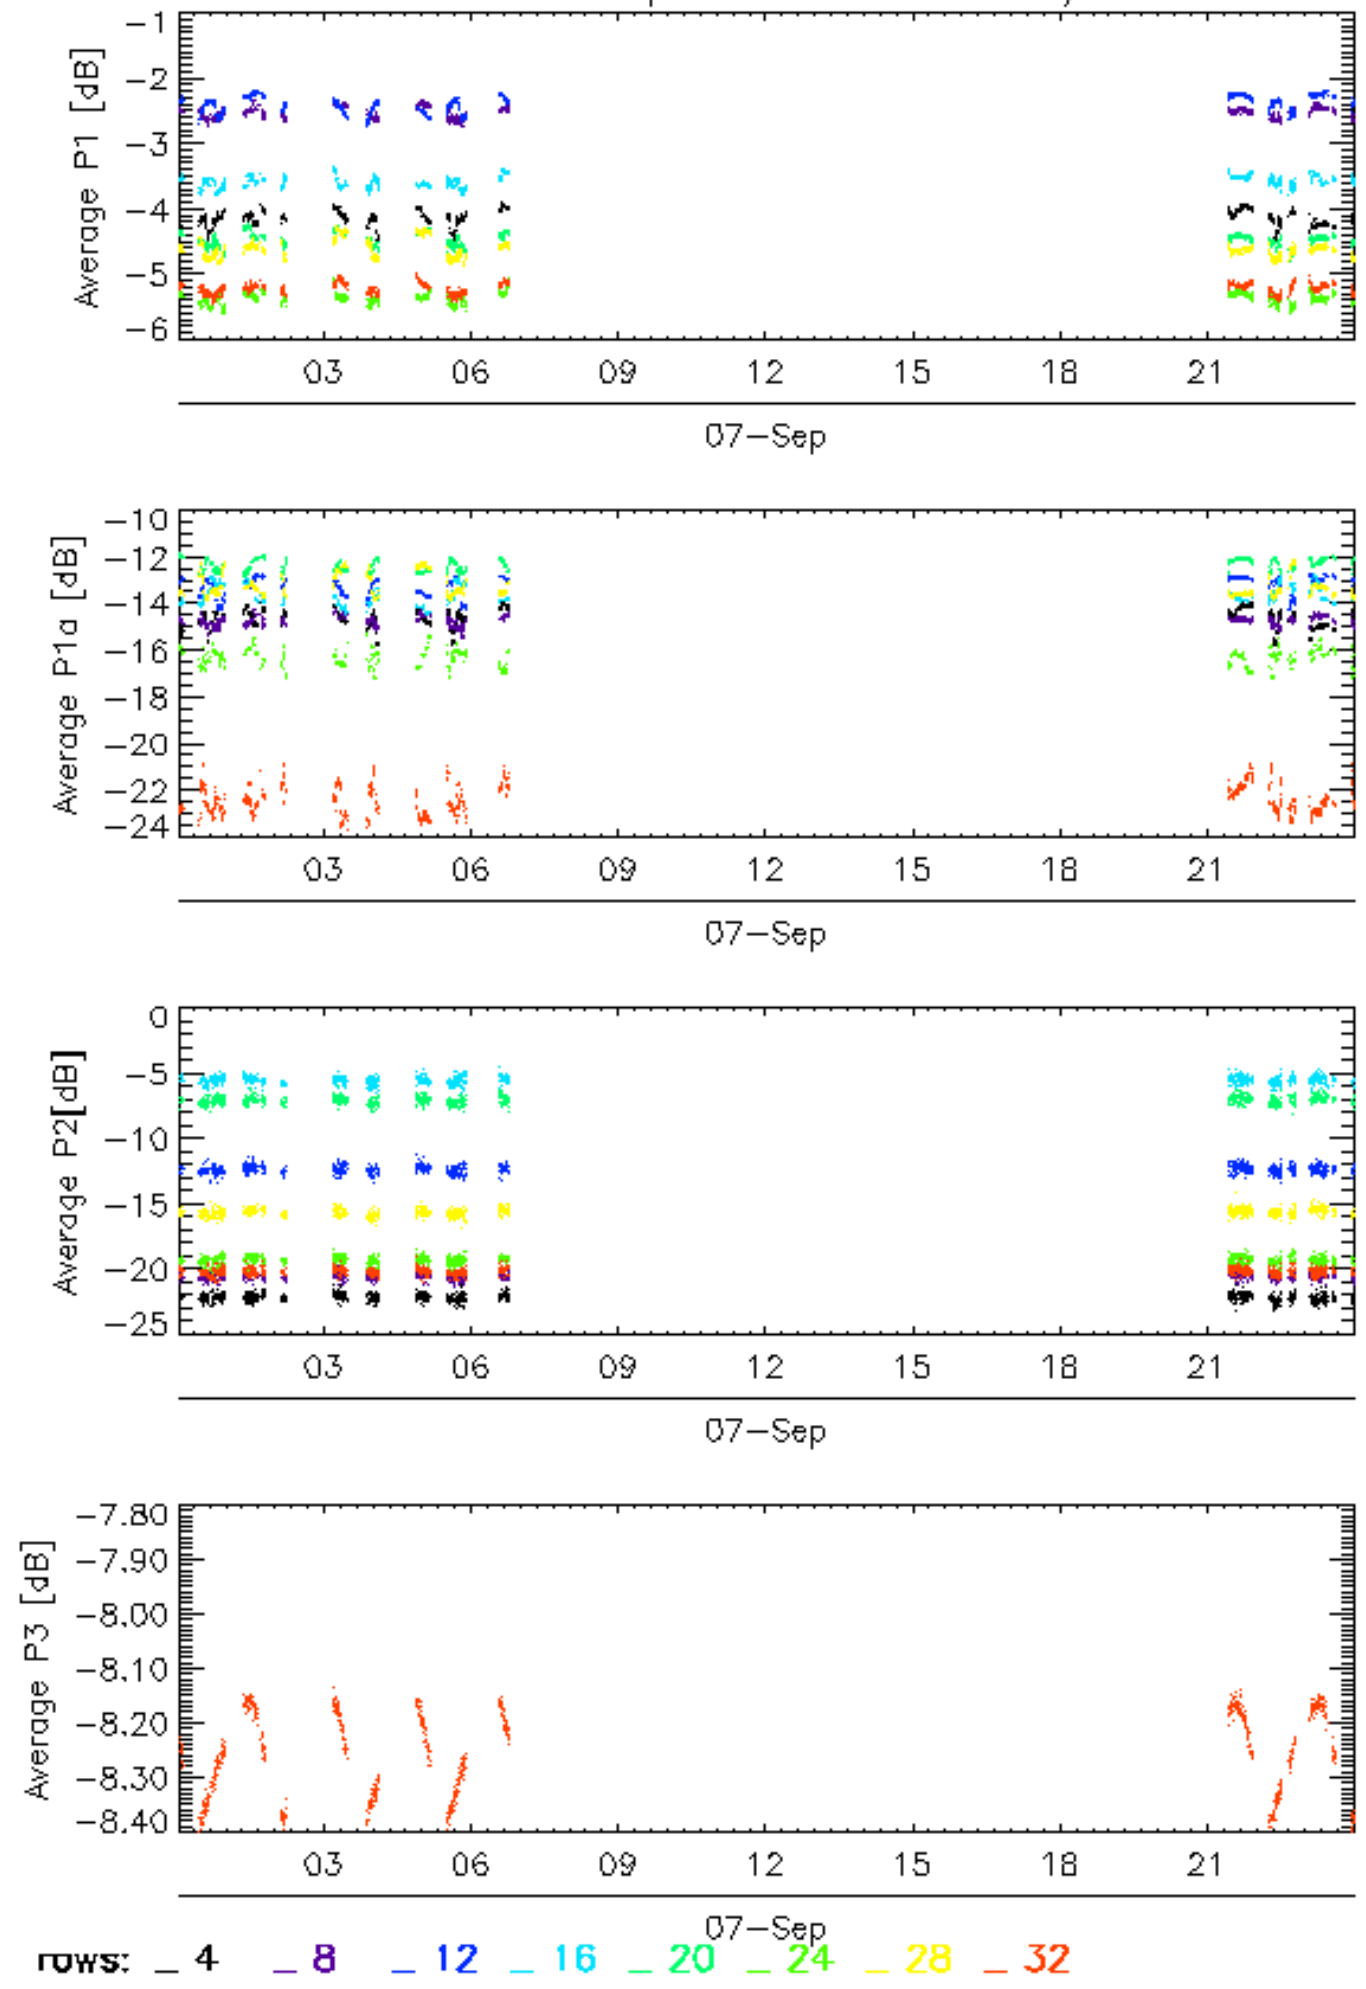 Average P1 [dB]
-1
-2
-3
-4
-5
-6
03 06 09 12 15 18 21
07-Sep
Average P1a [dB]
-10
-12
-14
-16
-18
-20
-22
-24
03 06 09 12 15 18 21
07-Sep
Average P2[dB]
0
-5
-10
-15
-20
-25
03 06 09 12 15 18 21
07-Sep
Average P3 [dB]
-7.80
-7.90
-8.00
-8.10
-8.20
-8.30
-8.40
03 06 09 12 15 18 21
07-Sep
rows: _ 4 _ 8 _ 12 _ 16 _ 20 _ 24 _ 28 _ 32